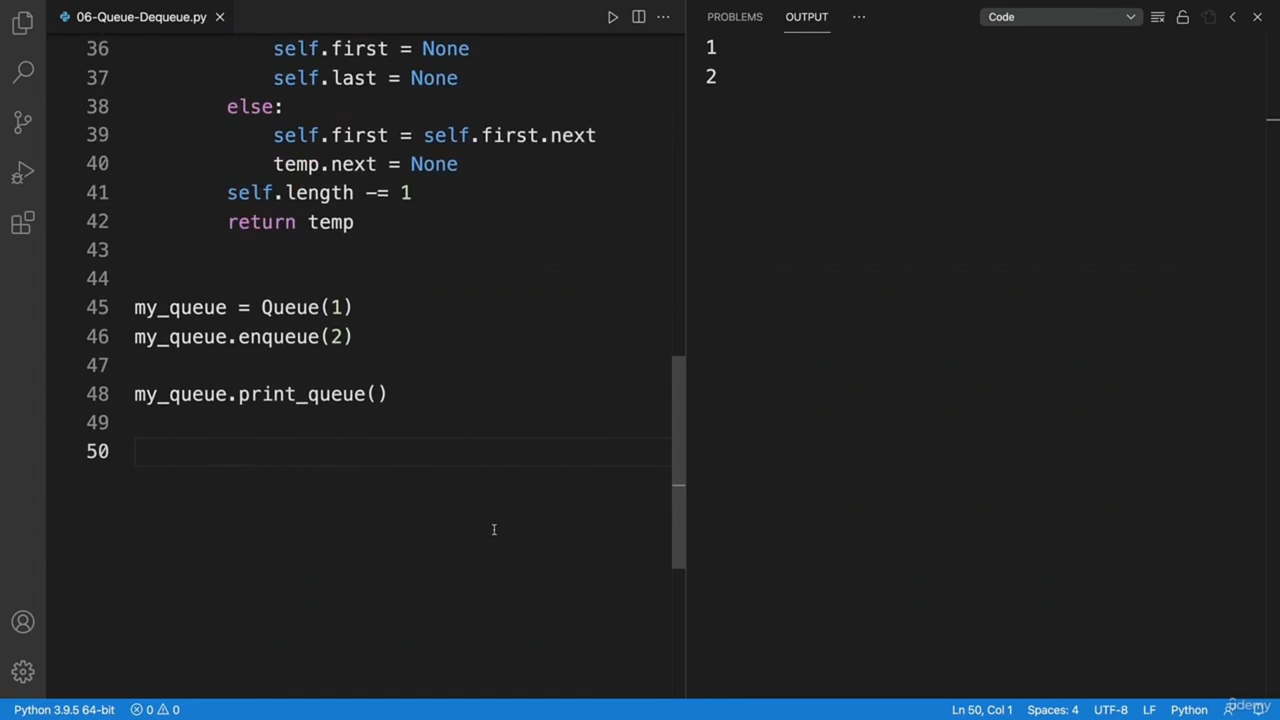 06-Queue-Dequeue.py
PROBLEMS OUTPUT Code
36 self.first = None
37 self.last = None
38 else:
39 self.first = self.first.next
40 temp.next = None
41 self.length -= 1
42 return temp
43
44
45 my_queue = Queue(1)
46 my_queue.enqueue(2)
47
48 my_queue.print_queue()
49
50
1
2
Python 3.9.5 64-bit 0 0 Ln 50, Col 1 Spaces: 4 UTF-8 LF Python
udemy